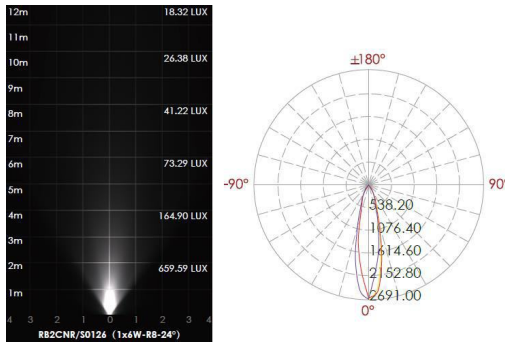 12m 18.32 LUX
11m
10m 26.38 LUX
9m
8m 41.22 LUX
7m
6m 73.29 LUX
5m
4m 164.90 LUX
3m
2m 659.59 LUX
1m
4 3 2 1 0 1 2 3 4
RB2CNR/S0126（1x6W-R8-24°）
±180°
-90° 90°
538.20
1076.40
1614.60
2152.80
2691.00
0°